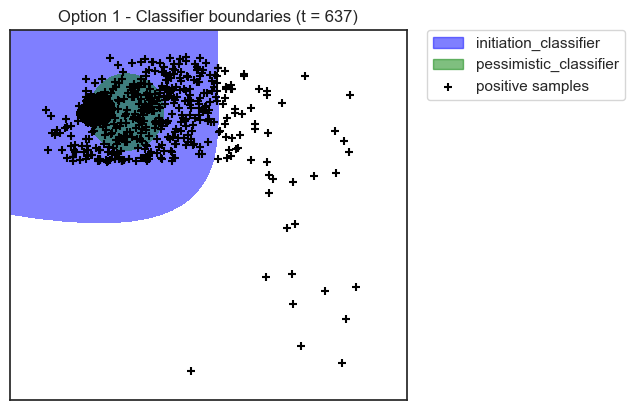 Option 1 - Classifier boundaries (t = 637)
initiation_classifier
pessimistic_classifier
positive samples